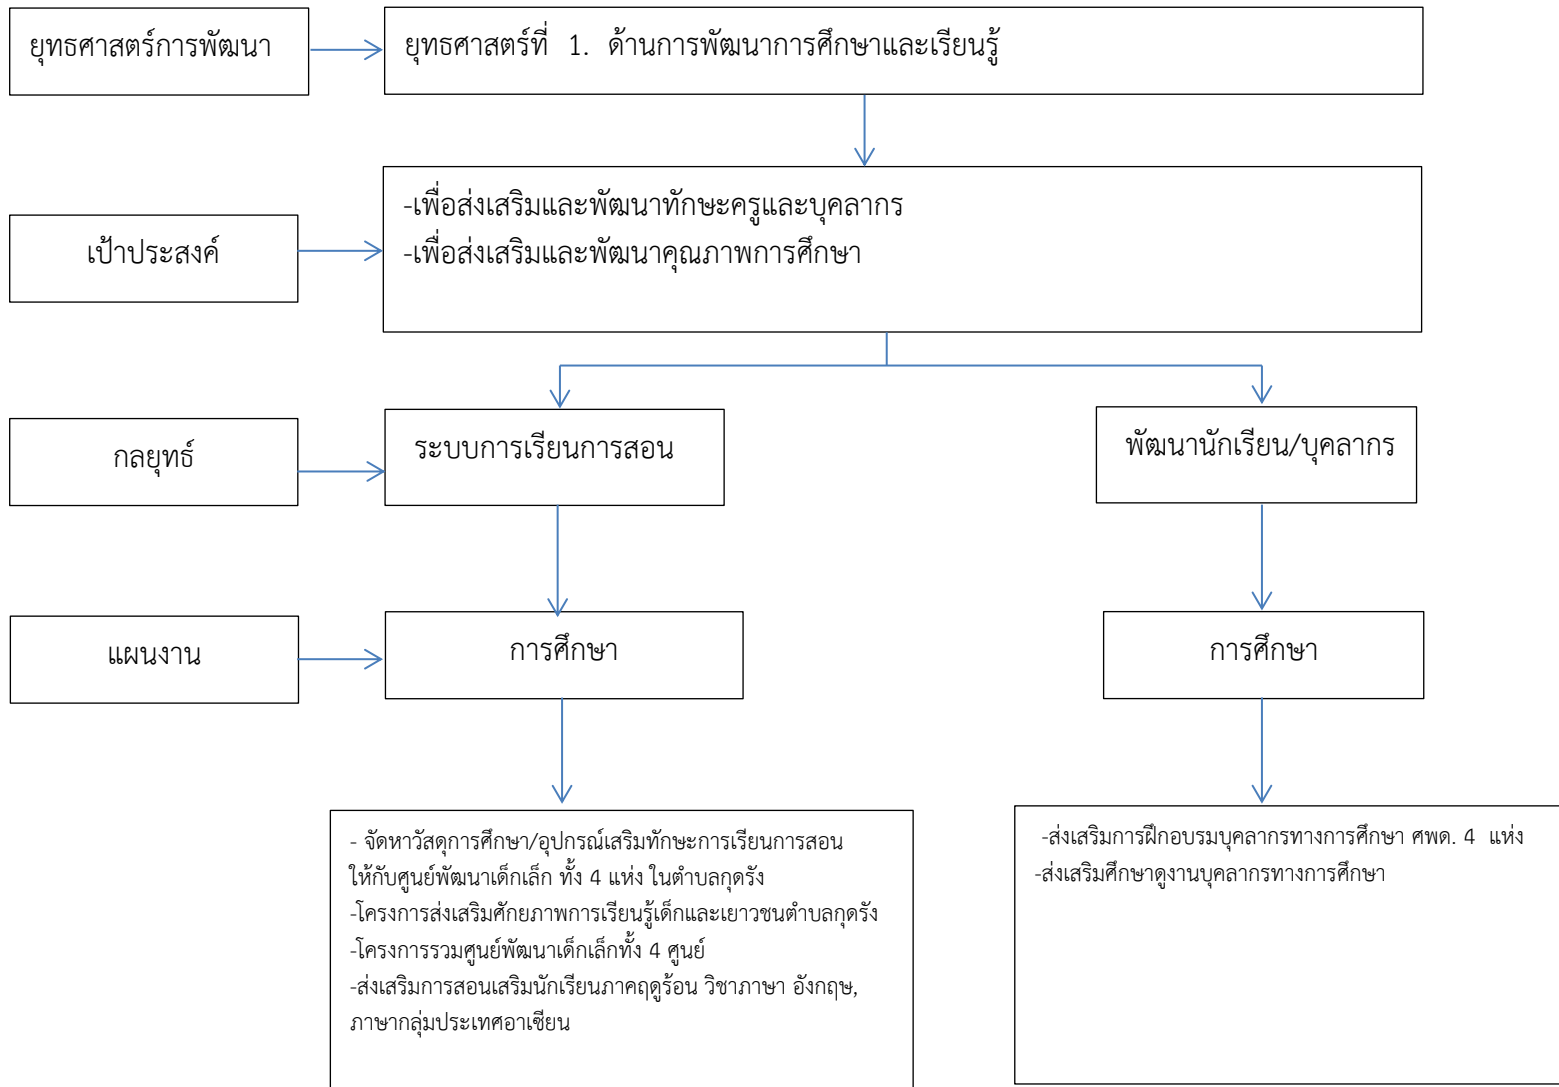 ยุทธศาสตร์การพัฒนา
ยุทธศาสตร์ที่ 1. ด้านการพัฒนาการศึกษาและเรียนรู้
เป้าประสงค์
-เพื่อส่งเสริมและพัฒนาทักษะครูและบุคลากร
-เพื่อส่งเสริมและพัฒนาคุณภาพการศึกษา
กลยุทธ์
ระบบการเรียนการสอน
พัฒนานักเรียน/บุคลากร
แผนงาน
การศึกษา
การศึกษา
- จัดหาวัสดุการศึกษา/อุปกรณ์เสริมทักษะการเรียนการสอน
ให้กับศูนย์พัฒนาเด็กเล็ก ทั้ง 4 แห่ง ในตำบลกุดรัง
-โครงการส่งเสริมศักยภาพการเรียนรู้เด็กและเยาวชนตำบลกุดรัง
-โครงการรวมศูนย์พัฒนาเด็กเล็กทั้ง 4 ศูนย์
-ส่งเสริมการสอนเสริมนักเรียนภาคฤดูร้อน วิชาภาษา อังกฤษ,
ภาษากลุ่มประเทศอาเซียน
-ส่งเสริมการฝึกอบรมบุคลากรทางการศึกษา ศพด. 4 แห่ง
-ส่งเสริมศึกษาดูงานบุคลากรทางการศึกษา